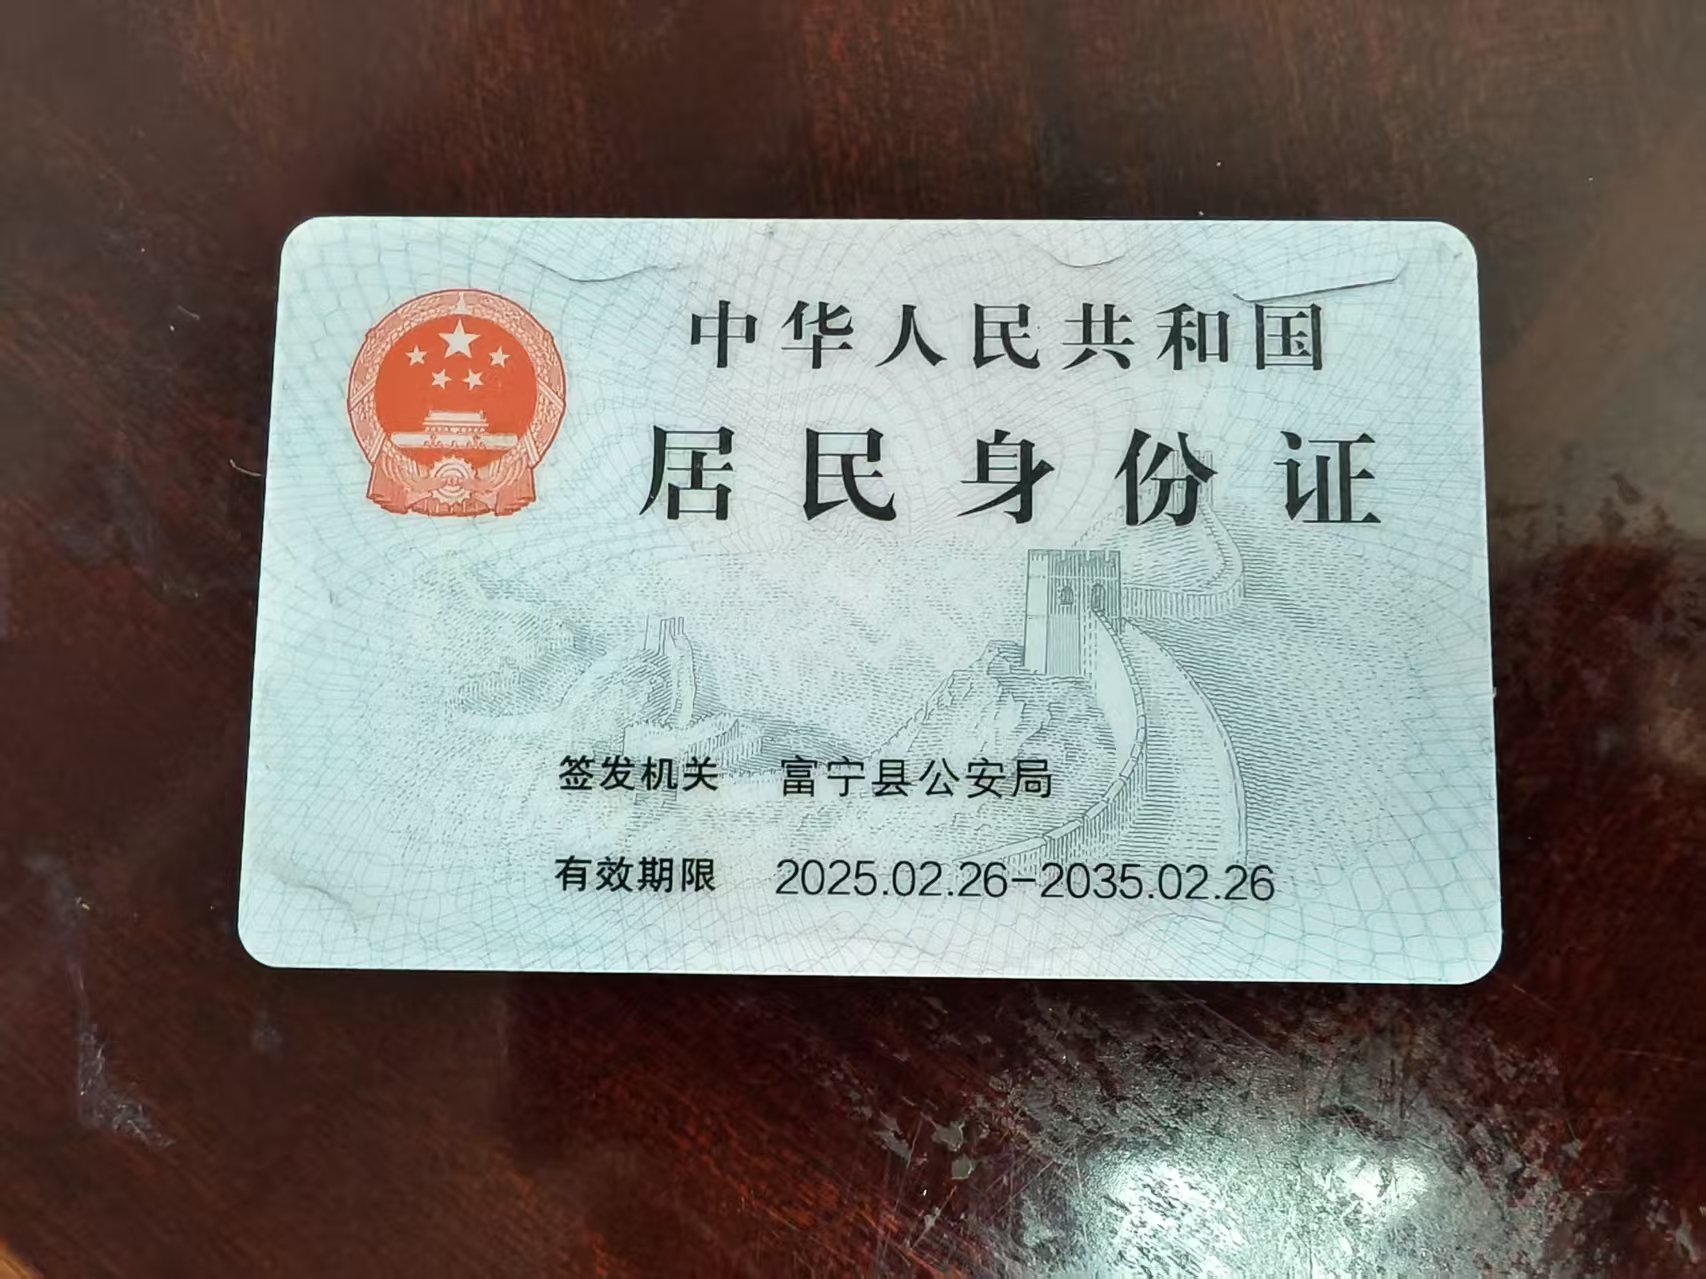 中华人民共和国
居民身份证
签发机关 富宁县公安局
有效期限 2025.02.26-2035.02.26